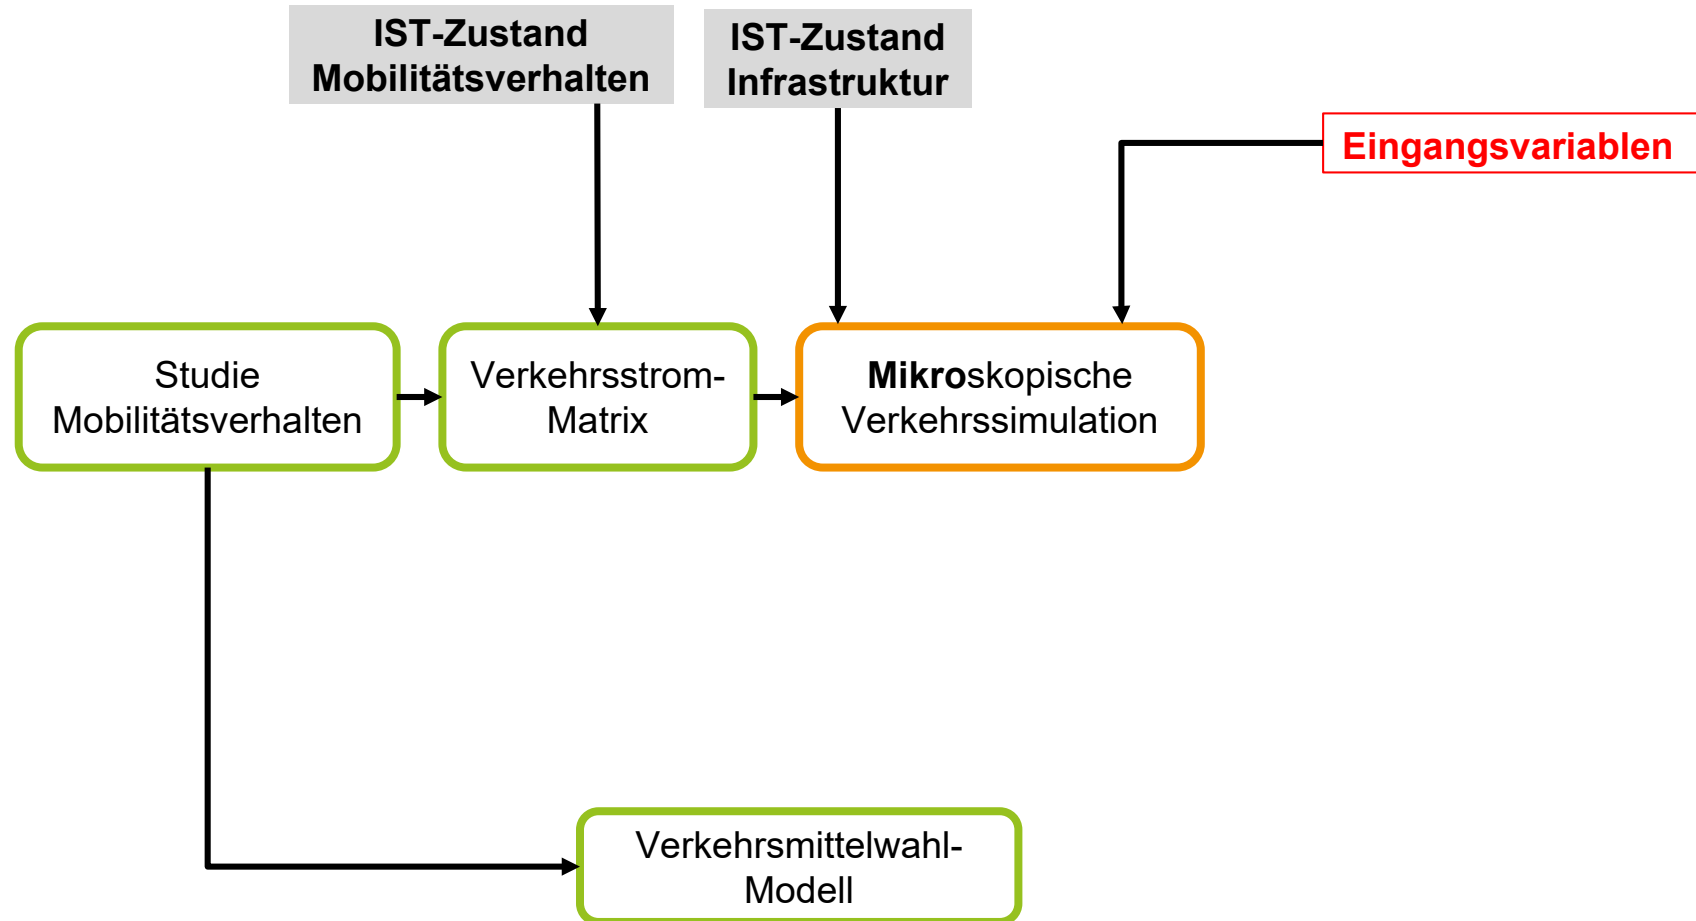 IST-Zustand
Mobilitätsverhalten
IST-Zustand
Infrastruktur
Eingangsvariablen
Studie
Mobilitätsverhalten
Verkehrsstrom-
Matrix
Mikroskopische
Verkehrssimulation
Verkehrsmittelwahl-
Modell